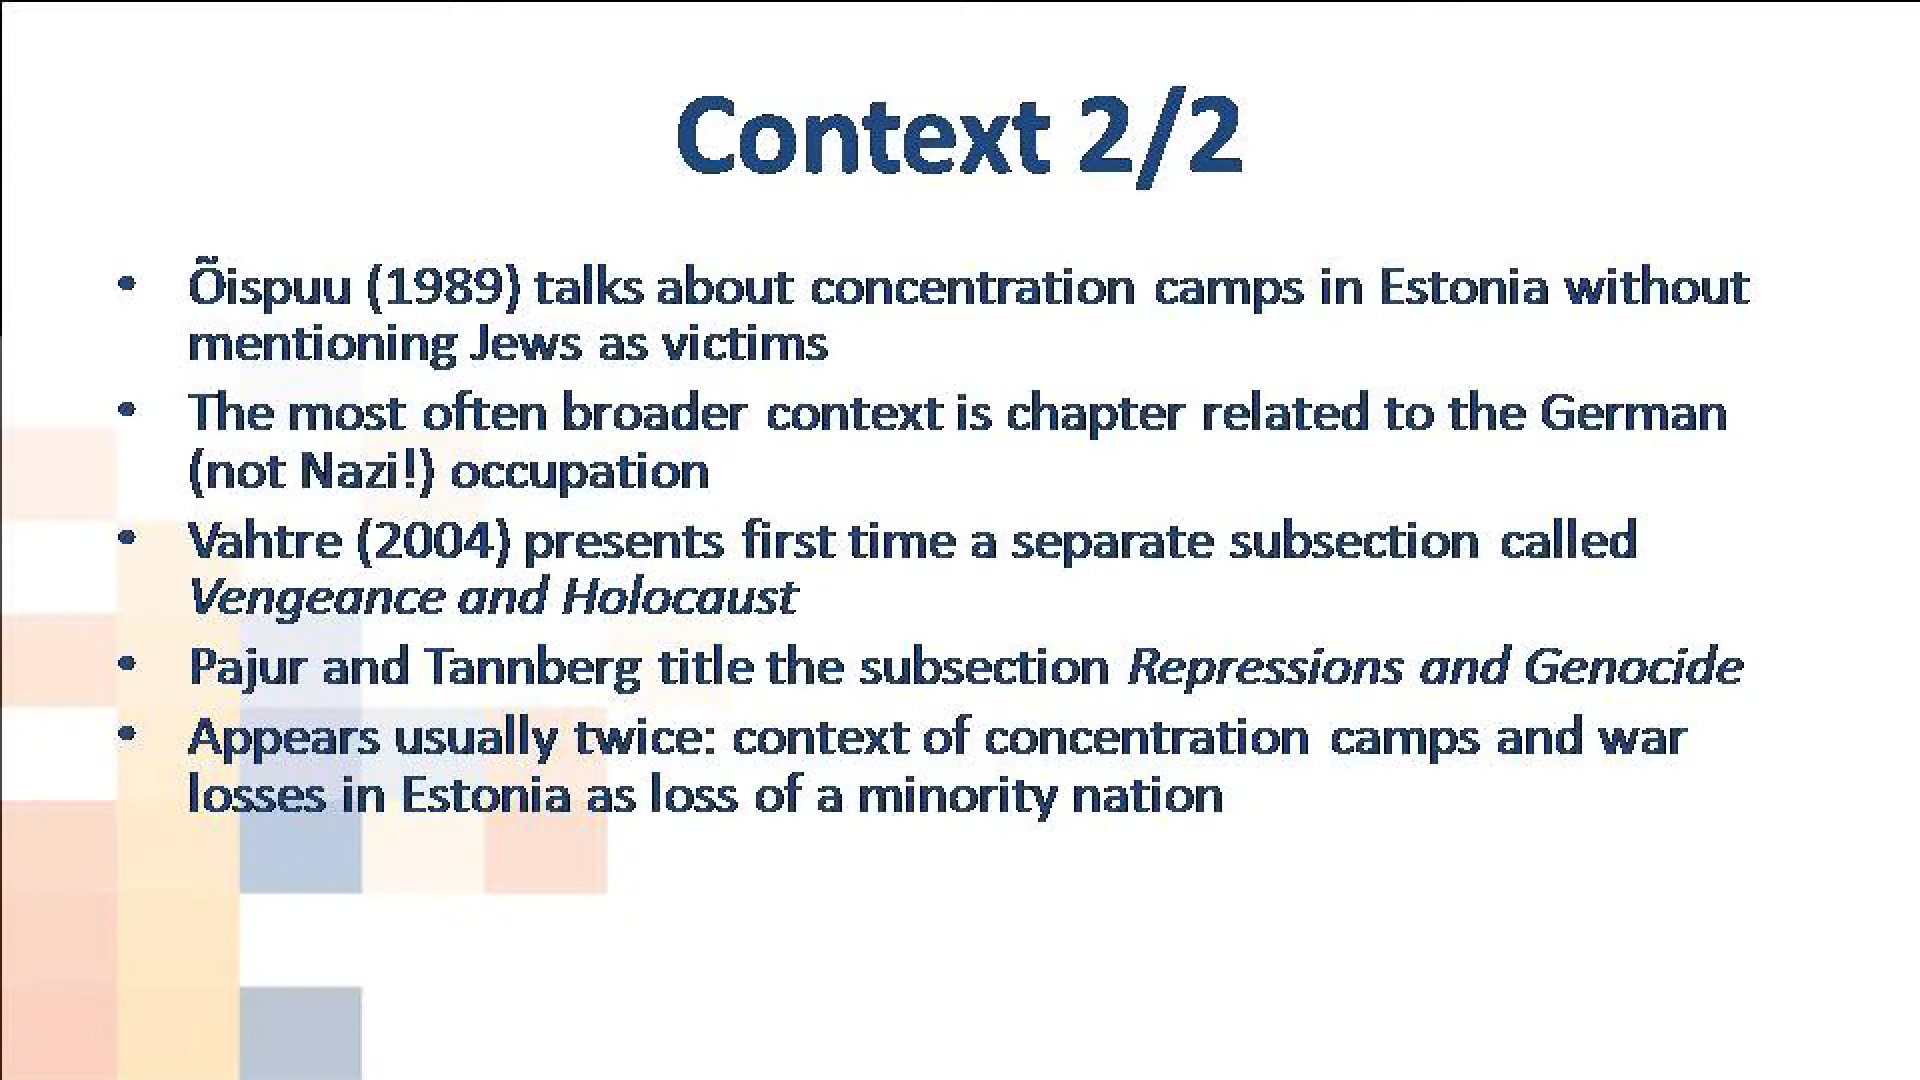 Context 2/2
• Õispuu (1989) talks about concentration camps in Estonia without
mentioning Jews as victims
• The most often broader context is chapter related to the German
(not Nazi!) occupation
• Vahtre (2004) presents first time a separate subsection called
Vengeance and Holocaust
• Pajur and Tannberg title the subsection Repressions and Genocide
• Appears usually twice: context of concentration camps and war
losses in Estonia as loss of a minority nation